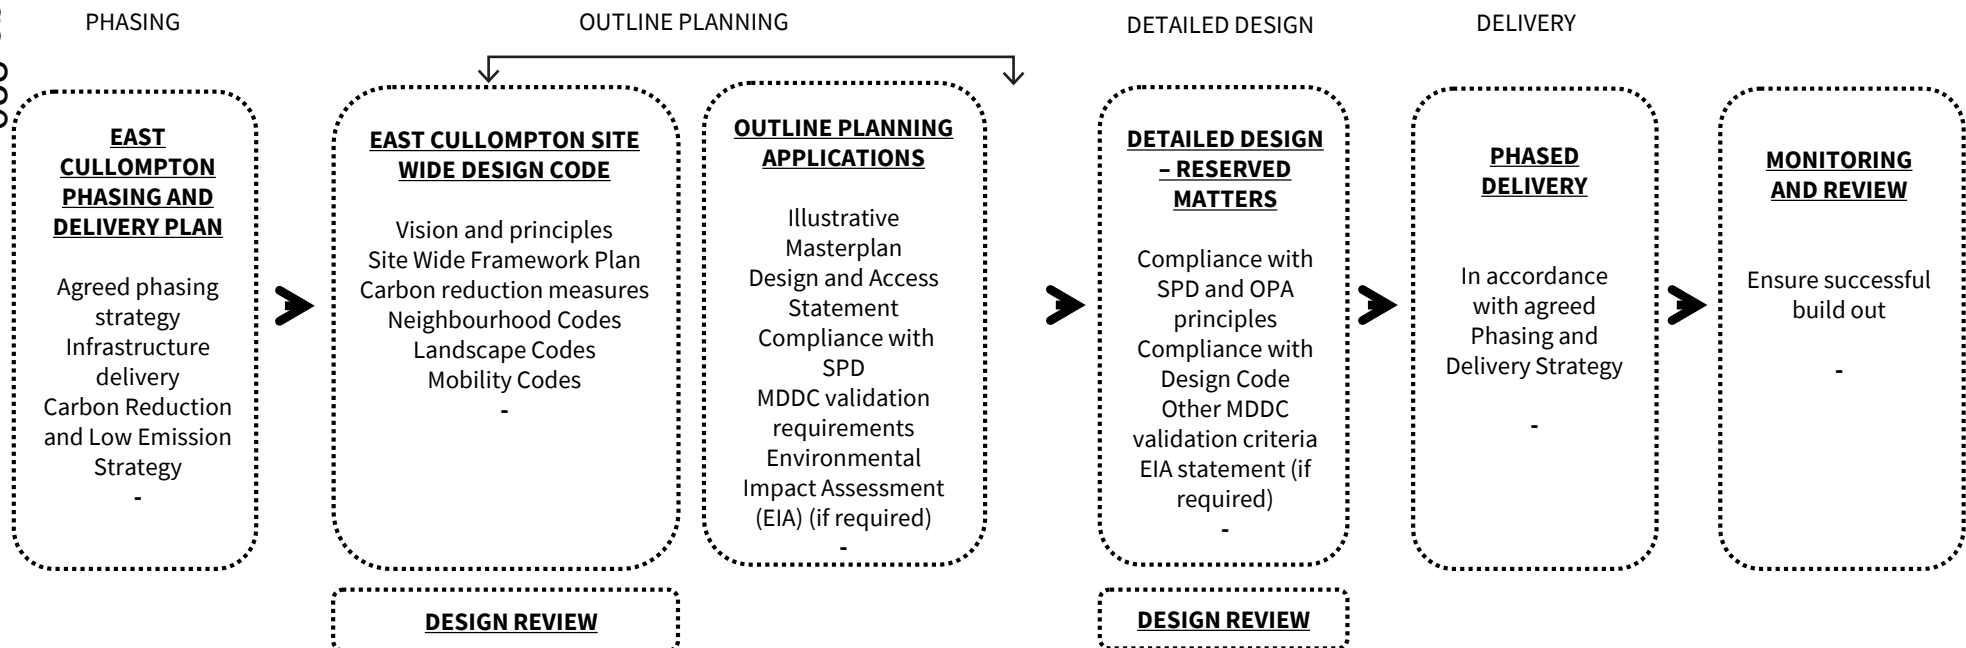 PHASING
OUTLINE PLANNING
DETAILED DESIGN
DELIVERY
EAST
CULLOMPTON
PHASING AND
DELIVERY PLAN
Agreed phasing
strategy
Infrastructure
delivery
Carbon Reduction
and Low Emission
Strategy
-
EAST CULLOMPTON SITE
WIDE DESIGN CODE
Vision and principles
Site Wide Framework Plan
Carbon reduction measures
Neighbourhood Codes
Landscape Codes
Mobility Codes
-
OUTLINE PLANNING
APPLICATIONS
Illustrative
Masterplan
Design and Access
Statement
Compliance with
SPD
MDDC validation
requirements
Environmental
Impact Assessment
(EIA) (if required)
-
DETAILED DESIGN
– RESERVED
MATTERS
Compliance with
SPD and OPA
principles
Compliance with
Design Code
Other MDDC
validation criteria
EIA statement (if
required)
-
PHASED
DELIVERY
In accordance
with agreed
Phasing and
Delivery Strategy
-
MONITORING
AND REVIEW
Ensure successful
build out
-
DESIGN REVIEW
DESIGN REVIEW